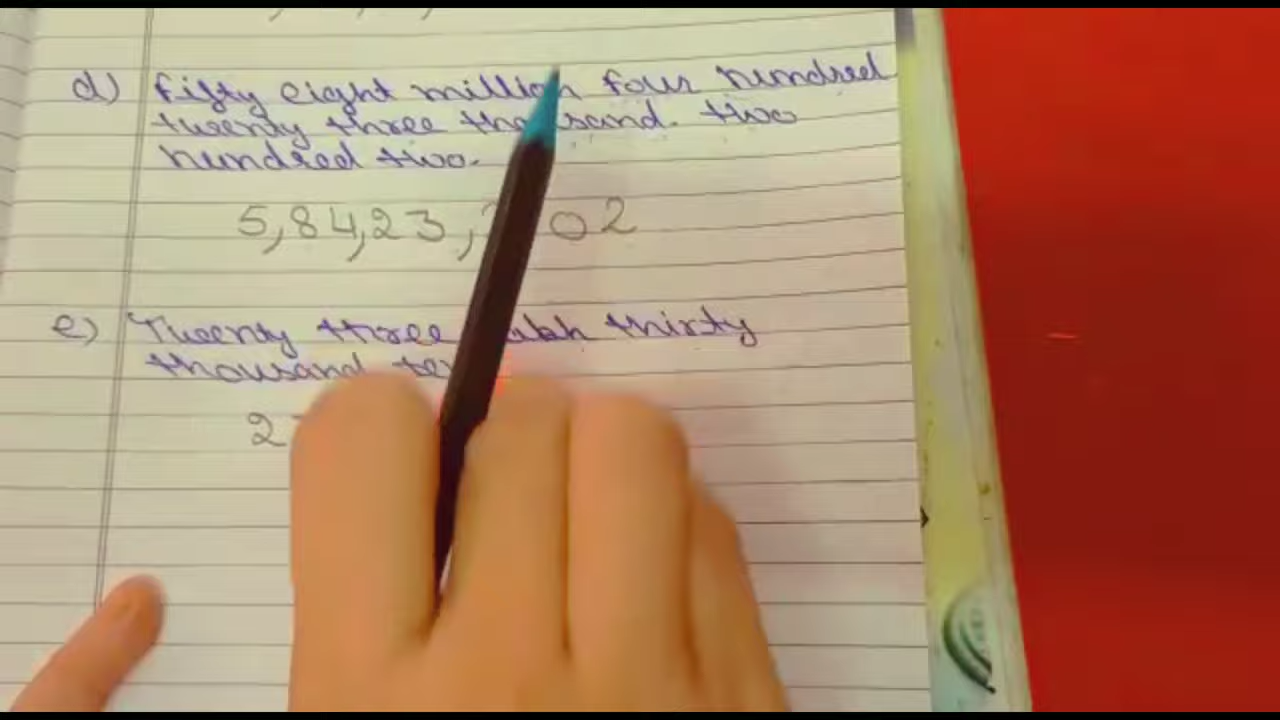 d) Fifty eight million four hundred
twenty three thousand. two
hundred two.
5,84,23, 02
e) Twenty three lakh thirty
thousand
2